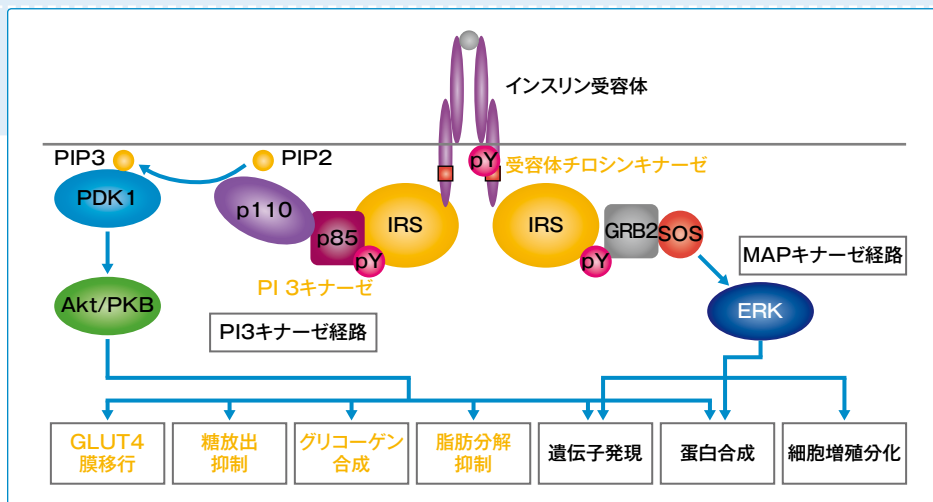 インスリン受容体
PIP3
PIP2
pY
受容体チロシンキナーゼ
PDK1
p110
p85
IRS
pY
IRS
GRB2
SOS
pY
PI 3キナーゼ
MAPキナーゼ経路
Akt/PKB
PI3キナーゼ経路
ERK
GLUT4
膜移行
糖放出
抑制
グリコーゲン
合成
脂肪分解
抑制
遺伝子発現
蛋白合成
細胞増殖分化